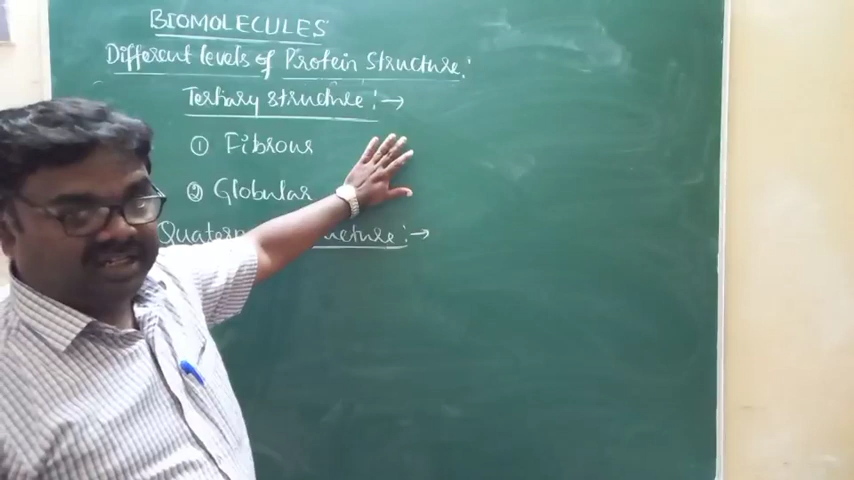 BIOMOLECULES
Different levels of Protein Structure:
Tertiary structure :→
① Fibrous
② Globular
:→